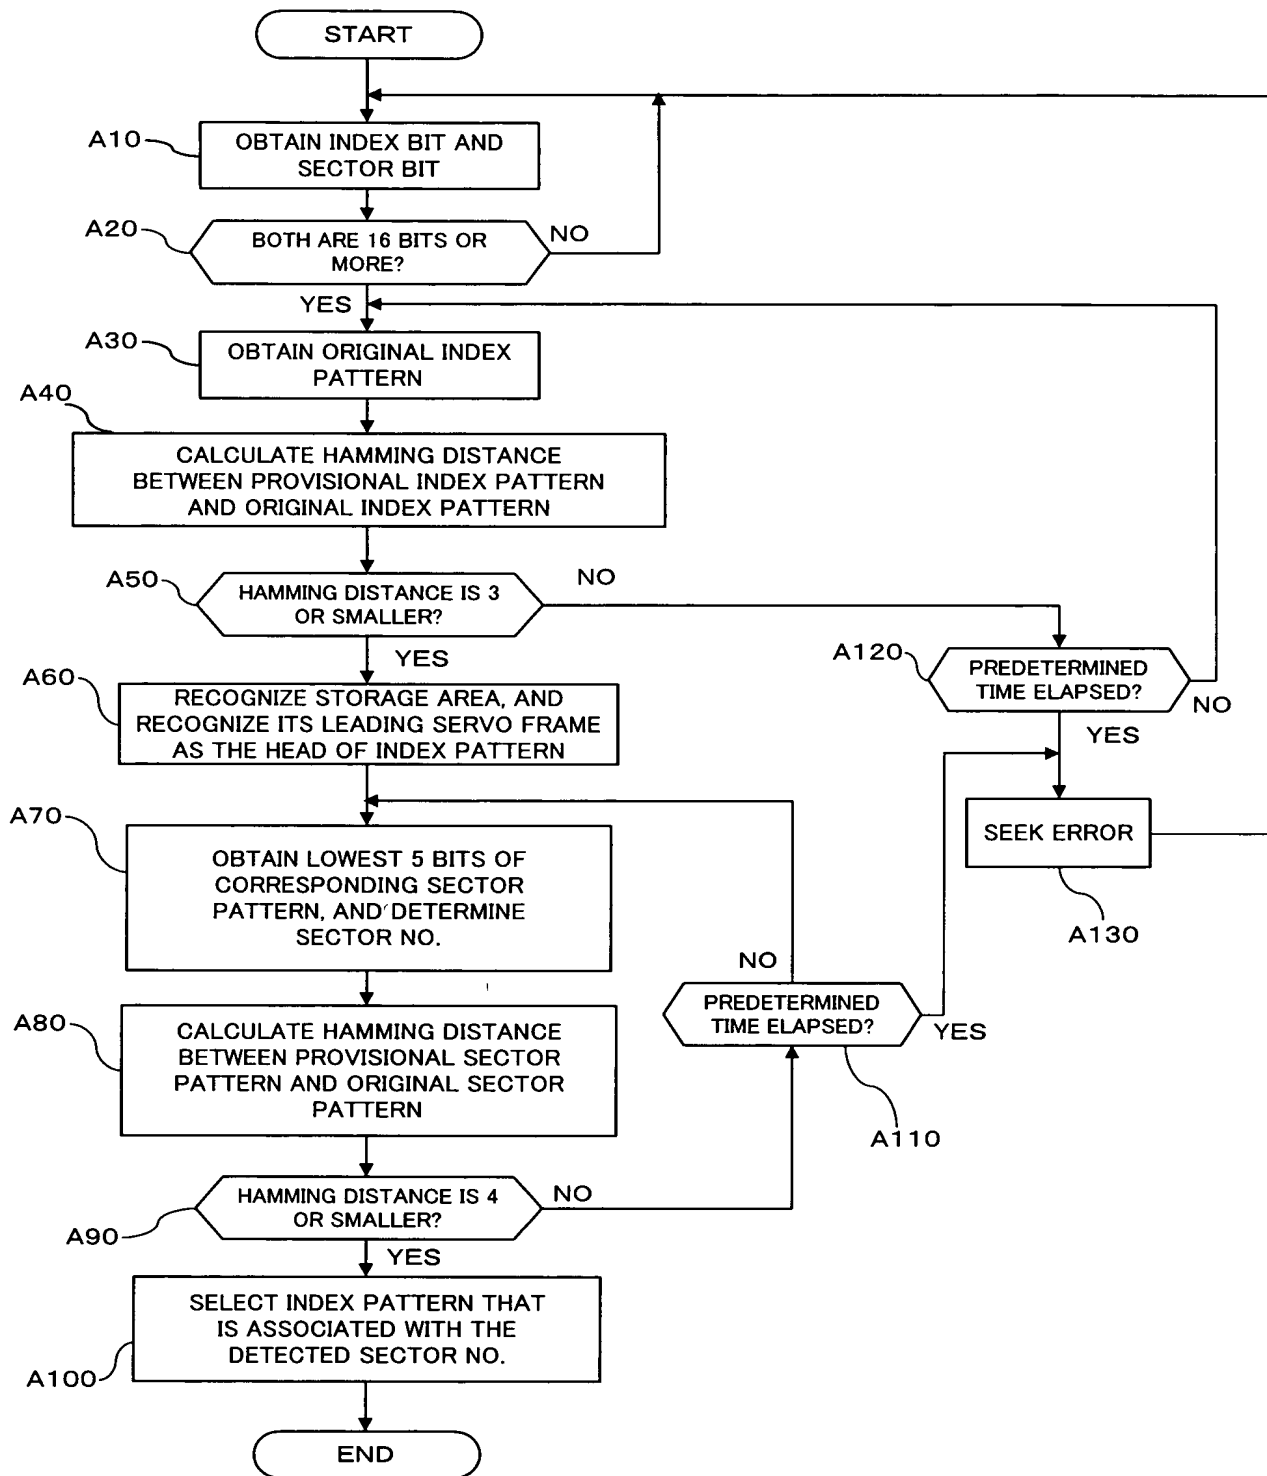 START
A10
OBTAIN INDEX BIT AND
SECTOR BIT
A20
BOTH ARE 16 BITS OR
MORE?
NO
YES
A30
OBTAIN ORIGINAL INDEX
PATTERN
A40
CALCULATE HAMMING DISTANCE
BETWEEN PROVISIONAL INDEX PATTERN
AND ORIGINAL INDEX PATTERN
A50
HAMMING DISTANCE IS 3
OR SMALLER?
NO
YES
A120
PREDETERMINED
TIME ELAPSED?
NO
YES
A60
RECOGNIZE STORAGE AREA, AND
RECOGNIZE ITS LEADING SERVO FRAME
AS THE HEAD OF INDEX PATTERN
SEEK ERROR
A130
A70
OBTAIN LOWEST 5 BITS OF
CORRESPONDING SECTOR
PATTERN, AND DETERMINE
SECTOR NO.
NO
PREDETERMINED
TIME ELAPSED?
YES
A110
A80
CALCULATE HAMMING DISTANCE
BETWEEN PROVISIONAL SECTOR
PATTERN AND ORIGINAL SECTOR
PATTERN
A90
HAMMING DISTANCE IS 4
OR SMALLER?
NO
YES
SELECT INDEX PATTERN THAT
IS ASSOCIATED WITH THE
DETECTED SECTOR NO.
A100
END